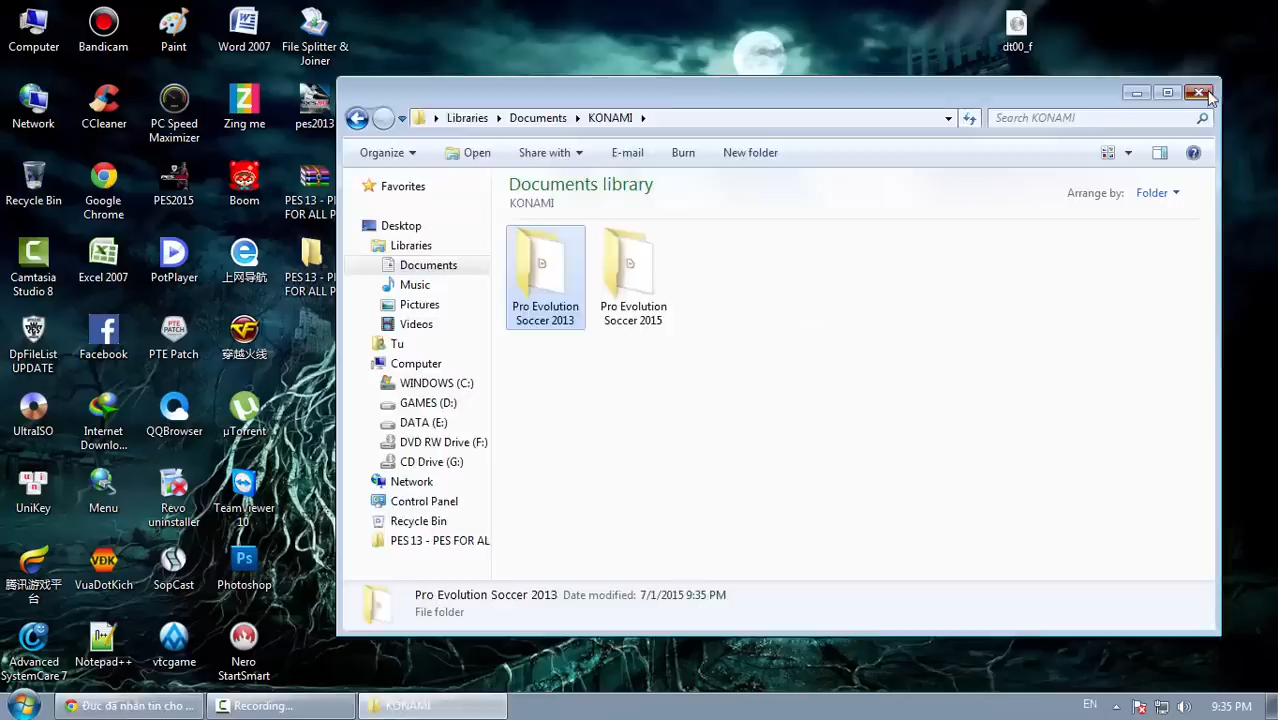 Computer
Bandicam
Paint
Word 2007
File Splitter &
Joiner
dt00_f
Network
CCleaner
PC Speed
Maximizer
Zing me
pes2013
Recycle Bin
Google
Chrome
PES2015
Boom
PES 13 - P
FOR ALL P
Camtasia
Studio 8
Excel 2007
PotPlayer
上网导航
PES 13 - P
FOR ALL P
DpFileList
UPDATE
Facebook
PTE Patch
穿越火线
UltraISO
Internet
Downlo...
QQBrowser
µTorrent
UniKey
Menu
Revo
uninstaller
TeamViewer
10
腾讯游戏平
台
VuaDotKich
SopCast
Photoshop
Advanced
SystemCare 7
Notepad++
vtcgame
Nero
StartSmart
Libraries
Documents
KONAMI
Search KONAMI
Organize
Open
Share with
E-mail
Burn
New folder
Favorites
Desktop
Libraries
Documents
Music
Pictures
Videos
Tu
Computer
WINDOWS (C:)
GAMES (D:)
DATA (E:)
DVD RW Drive (F:)
CD Drive (G:)
Network
Control Panel
Recycle Bin
PES 13 - PES FOR AL
Documents library
KONAMI
Arrange by: Folder
Pro Evolution
Soccer 2013
Pro Evolution
Soccer 2015
Pro Evolution Soccer 2013 Date modified: 7/1/2015 9:35 PM
File folder
Đức đã nhắn tin cho ...
Recording...
KONAMI
EN
9:35 PM